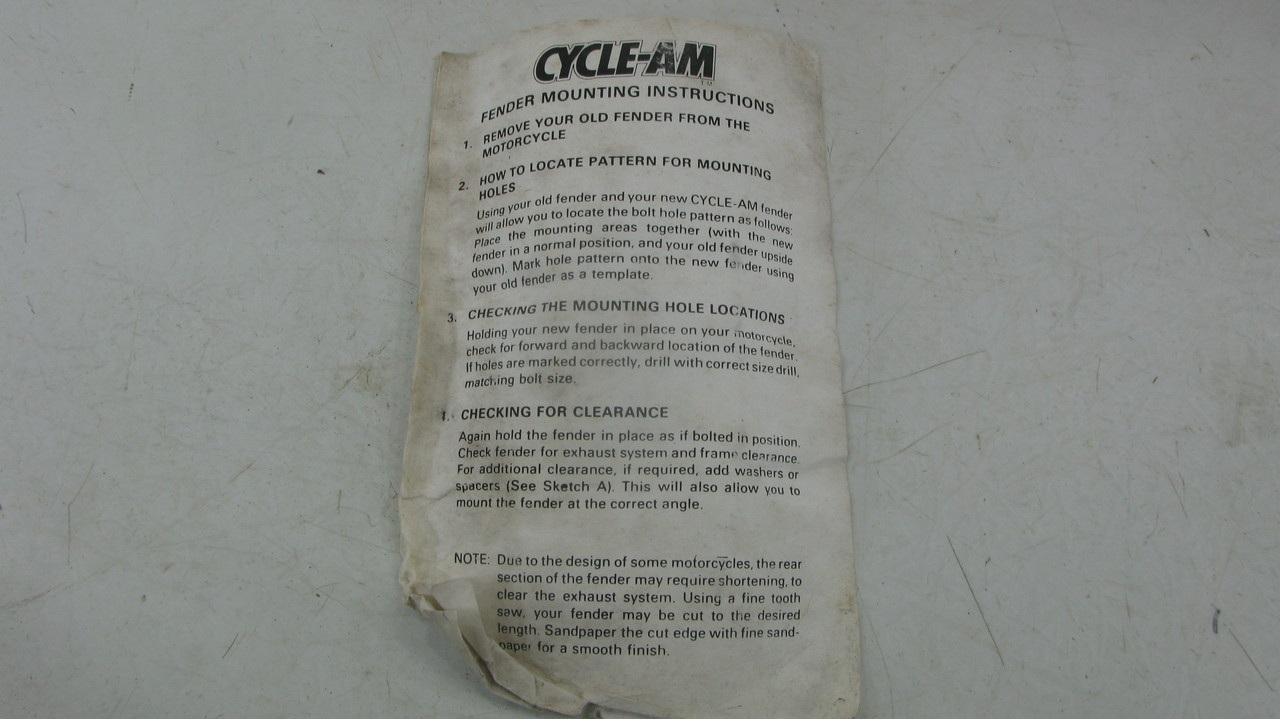 CYCLE-AM
TM
FENDER MOUNTING INSTRUCTIONS
1. REMOVE YOUR OLD FENDER FROM THE
MOTORCYCLE
2. HOW TO LOCATE PATTERN FOR MOUNTING
HOLES
Using your old fender and your new CYCLE-AM fender
will allow you to locate the bolt hole pattern as follows:
Place the mounting areas together (with the new
fender in a normal position, and your old fender upside
down). Mark hole pattern onto the new fender using
your old fender as a template.
3. CHECKING THE MOUNTING HOLE LOCATIONS
Holding your new fender in place on your motorcycle,
check for forward and backward location of the fender.
If holes are marked correctly, drill with correct size drill,
matching bolt size.
4. CHECKING FOR CLEARANCE
Again hold the fender in place as if bolted in position.
Check fender for exhaust system and frame clearance.
For additional clearance, if required, add washers or
spacers (See Sketch A). This will also allow you to
mount the fender at the correct angle.
NOTE: Due to the design of some motorcycles, the rear
section of the fender may require shortening, to
clear the exhaust system. Using a fine tooth
saw, your fender may be cut to the desired
length. Sandpaper the cut edge with fine sand-
paper for a smooth finish.